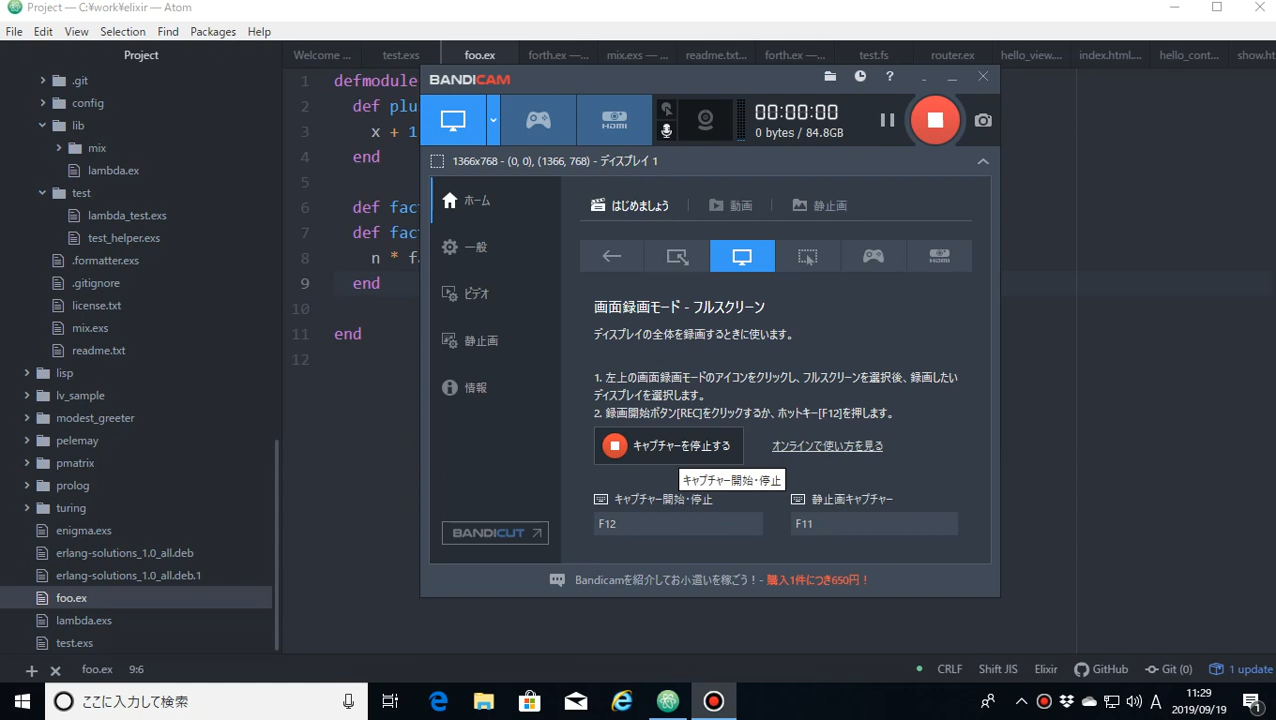 Project — C:¥work¥elixir — Atom
File Edit View Selection Find Packages Help
Project
Welcome ... test.exs foo.ex forth.ex —... mix.exs —... readme.txt... forth.ex —... test.fs router.ex hello_view... index.html... hello_cont... show.ht
.git
config
lib
mix
lambda.ex
test
lambda_test.exs
test_helper.exs
.formatter.exs
.gitignore
license.txt
mix.exs
readme.txt
lisp
lv_sample
modest_greeter
pelemay
pmatrix
prolog
turing
enigma.exs
erlang-solutions_1.0_all.deb
erlang-solutions_1.0_all.deb.1
foo.ex
lambda.exs
test.exs
1 defmodule
2 def plu
3 x + 1
4 end
5
6 def fac
7 def fac
8 n * f
9 end
10
11 end
12
BANDICAM
?
HDMI
00:00:00
0 bytes / 84.8GB
1366x768 - (0, 0), (1366, 768) - ディスプレイ 1
ホーム
一般
ビデオ
静止画
情報
BANDICUT
はじめましょう 動画 静止画
HDMI
画面録画モード - フルスクリーン
ディスプレイの全体を録画するときに使います。
1. 左上の画面録画モードのアイコンをクリックし、フルスクリーンを選択後、録画したい
ディスプレイを選択します。
2. 録画開始ボタン[REC]をクリックするか、ホットキー[F12]を押します。
キャプチャーを停止する オンラインで使い方を見る
キャプチャー開始・停止
キャプチャー開始・停止 静止画キャプチャー
F12 F11
Bandicamを紹介してお小遣いを稼ごう！- 購入1件につき650円！
foo.ex 9:6 CRLF Shift JIS Elixir GitHub Git (0) 1 update
ここに入力して検索
A
11:29
2019/09/19
1